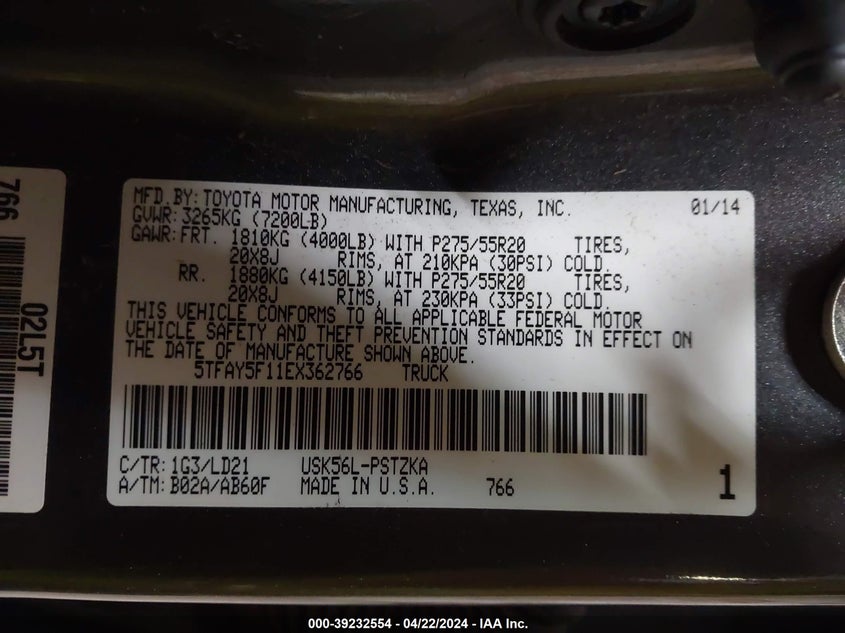 MFD.BY:TOYOTA MOTOR MANUFACTURING, TEXAS, INC. 01/14
GVWR:3265KG (7200LB)
GAWR:FRT. 1810KG (4000LB) WITH P275/55R20 TIRES,
20X8J RIMS, AT 210KPA (30PSI) COLD.
RR. 1880KG (4150LB) WITH P275/55R20 TIRES,
20X8J RIMS, AT 230KPA (33PSI) COLD.
THIS VEHICLE CONFORMS TO ALL APPLICABLE FEDERAL MOTOR
VEHICLE SAFETY AND THEFT PREVENTION STANDARDS IN EFFECT ON
THE DATE OF MANUFACTURE SHOWN ABOVE.
5TFAY5F11EX362766 TRUCK
C/TR:1G3/LD21 USK56L-PSTZKA
A/TM:B02A/AB60F MADE IN U.S.A. 766 1
766
02L5T
000-39232554 - 04/22/2024 - IAA Inc.